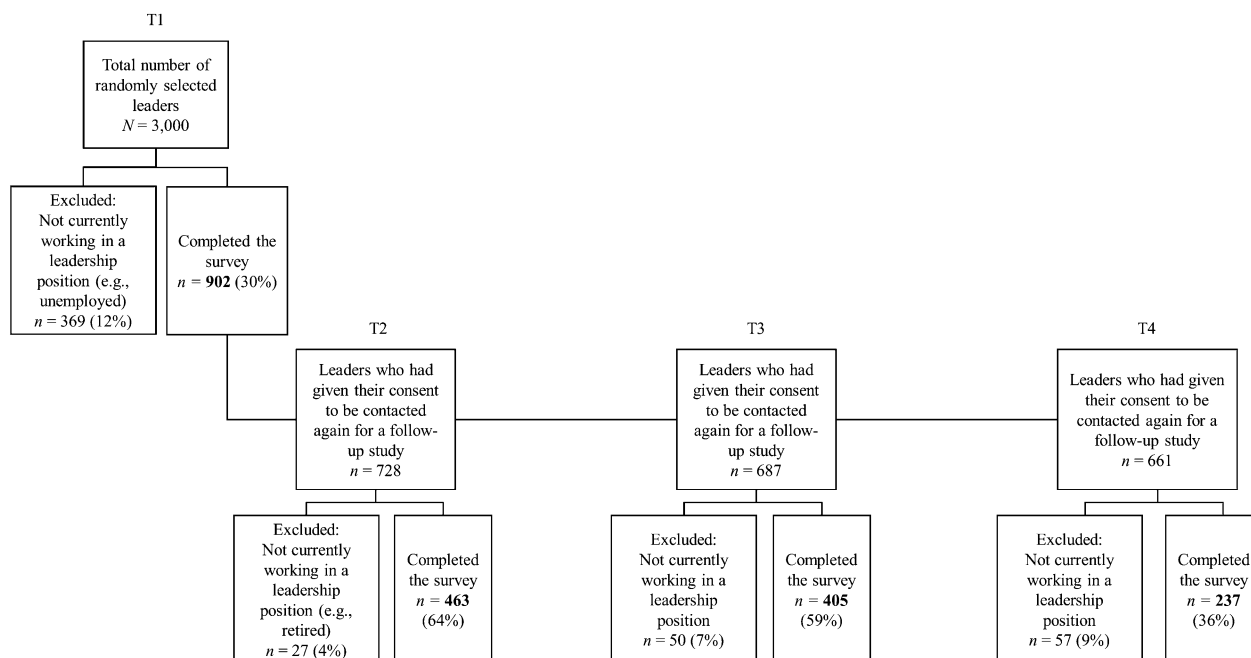 T1
Total number of
randomly selected
leaders
N = 3,000
Excluded:
Not currently
working in a
leadership
position (e.g.,
unemployed)
n = 369 (12%)
Completed the
survey
n = 902 (30%)
T2
Leaders who had
given their consent
to be contacted
again for a follow-
up study
n = 728
Excluded:
Not currently
working in a
leadership
position (e.g.,
retired)
n = 27 (4%)
Completed
the survey
n = 463
(64%)
T3
Leaders who had
given their consent
to be contacted
again for a follow-
up study
n = 687
Excluded:
Not currently
working in a
leadership
position
n = 50 (7%)
Completed
the survey
n = 405
(59%)
T4
Leaders who had given
their consent to be
contacted again for a
follow-up study
n = 661
Excluded:
Not currently
working in a
leadership
position
n = 57 (9%)
Completed
the survey
n = 237
(36%)